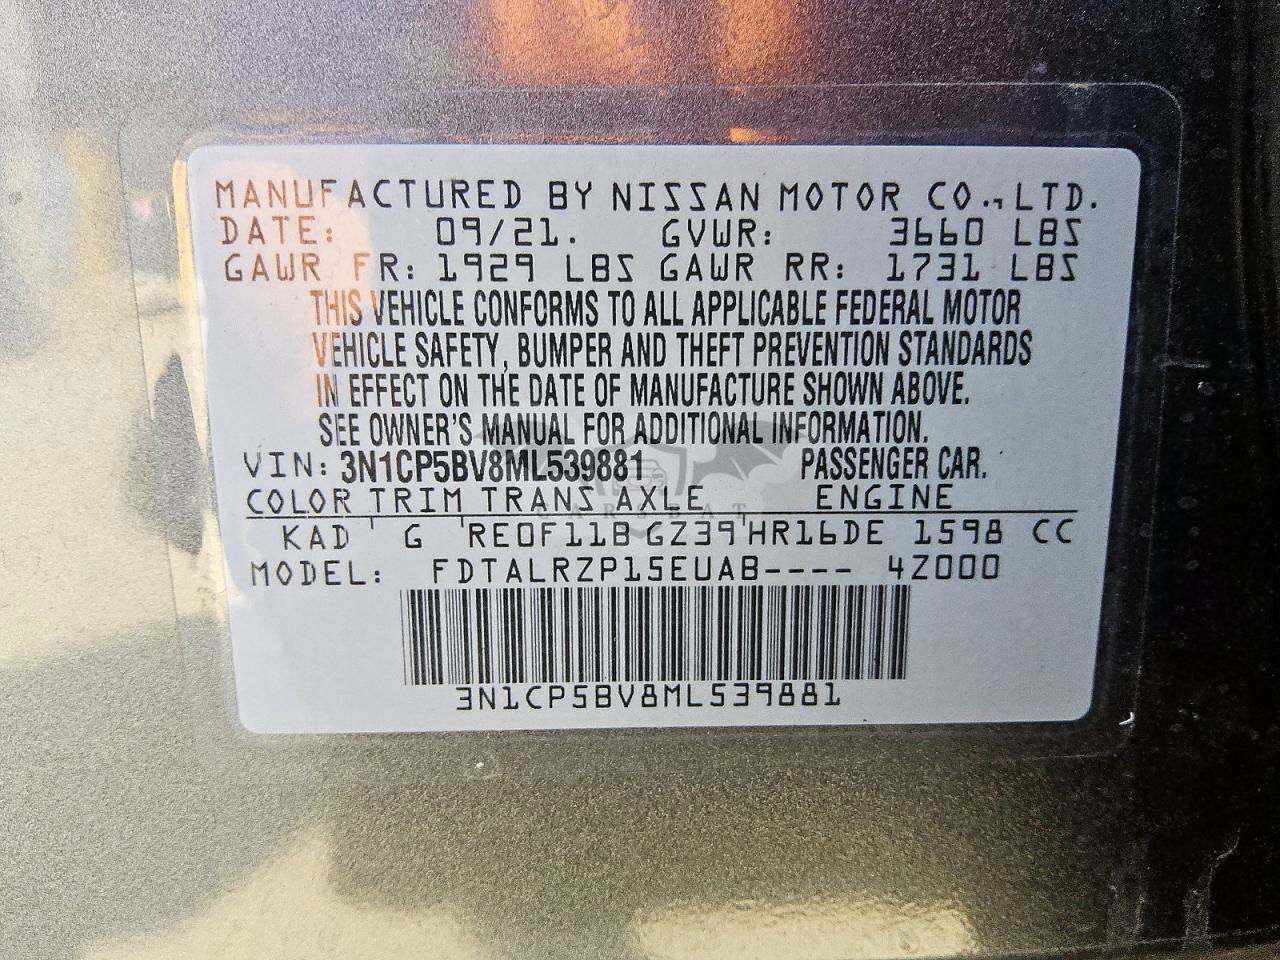 MANUFACTURED BY NISSAN MOTOR CO., LTD.
DATE: 09/21. GVWR: 3660 LBS
GAWR FR: 1929 LBS GAWR RR: 1731 LBS
THIS VEHICLE CONFORMS TO ALL APPLICABLE FEDERAL MOTOR
VEHICLE SAFETY, BUMPER AND THEFT PREVENTION STANDARDS
IN EFFECT ON THE DATE OF MANUFACTURE SHOWN ABOVE.
SEE OWNER'S MANUAL FOR ADDITIONAL INFORMATION.
VIN: 3N1CP5BV8ML539881 PASSENGER CAR.
COLOR TRIM TRANS AXLE ENGINE
CARSBAT
KAD ' G 'RE0F11B GZ39'HR16DE 1598 CC
MODEL: FDTALRZP15EUAB---- 4Z000
3N1CP5BV8ML539881